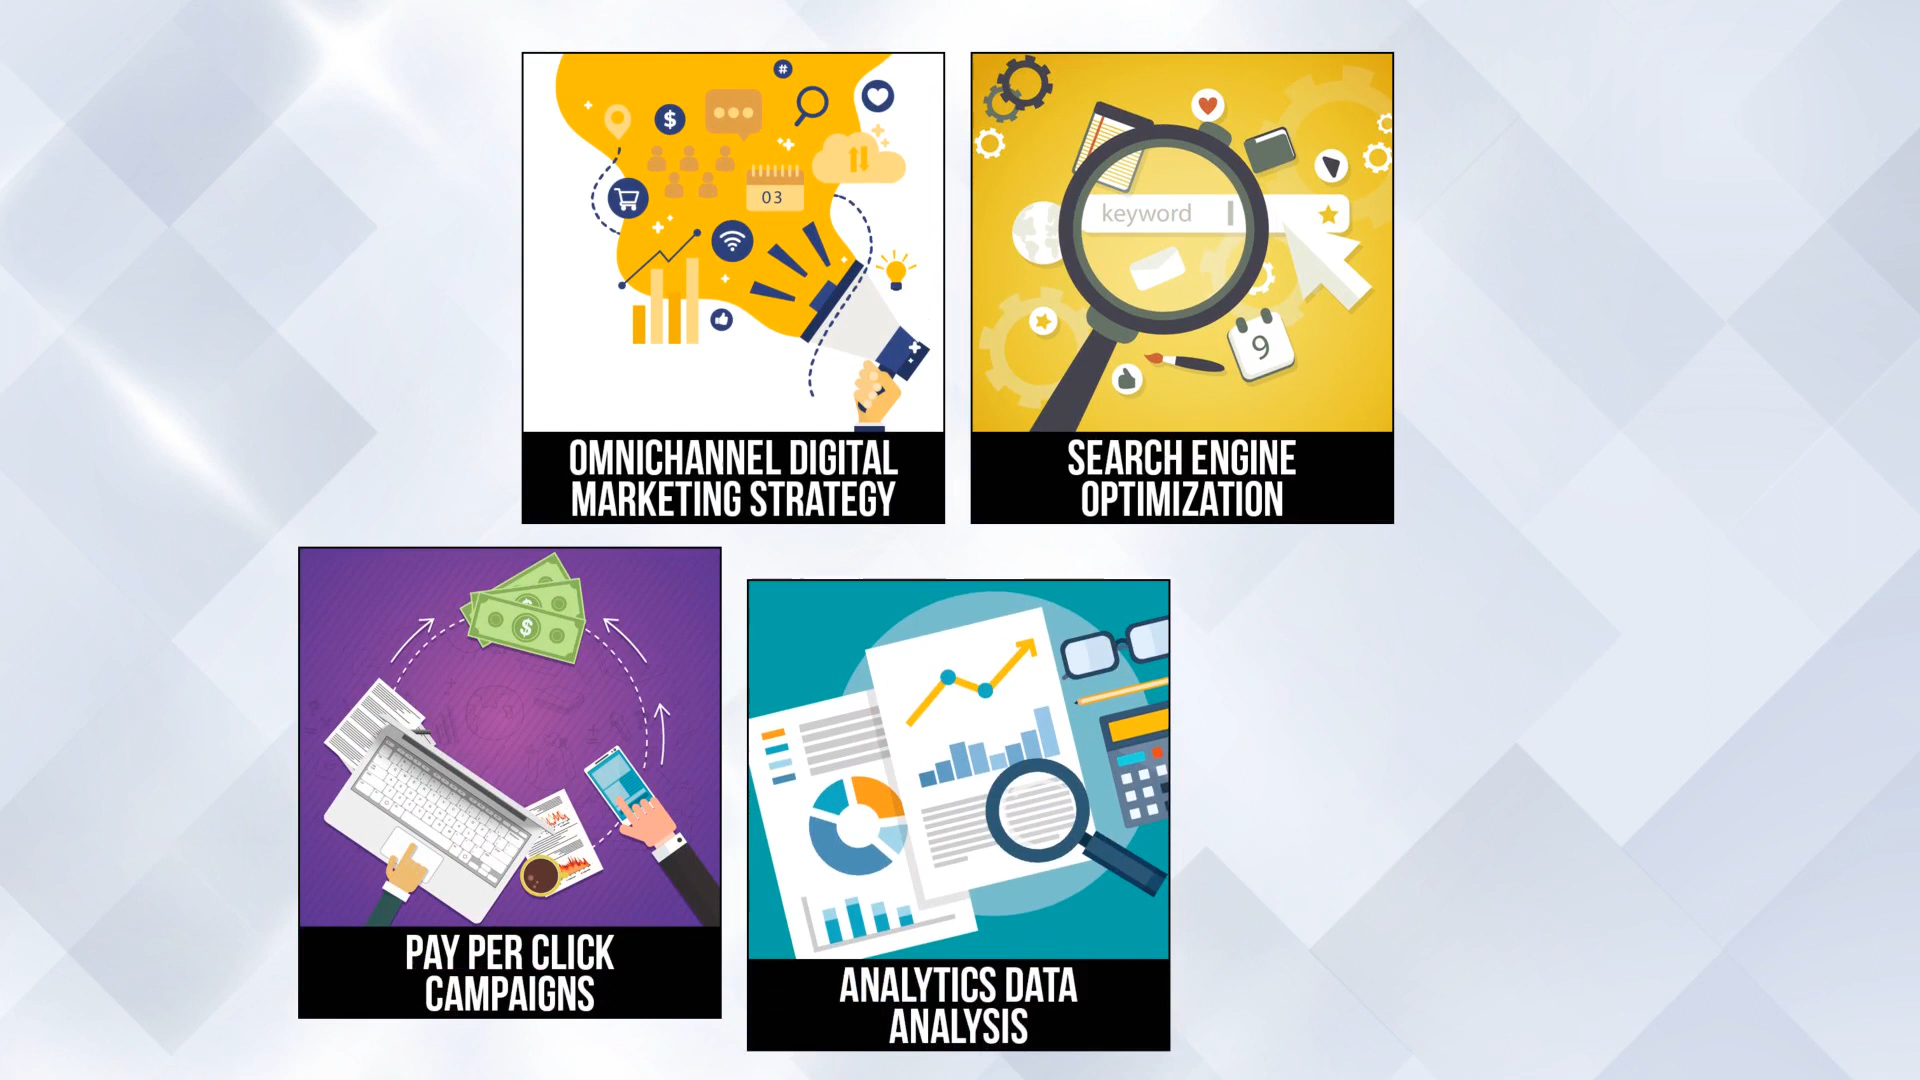 #
$
03
OMNICHANNEL DIGITAL
MARKETING STRATEGY
keyword
9
SEARCH ENGINE
OPTIMIZATION
$
PAY PER CLICK
CAMPAIGNS
ANALYTICS DATA
ANALYSIS